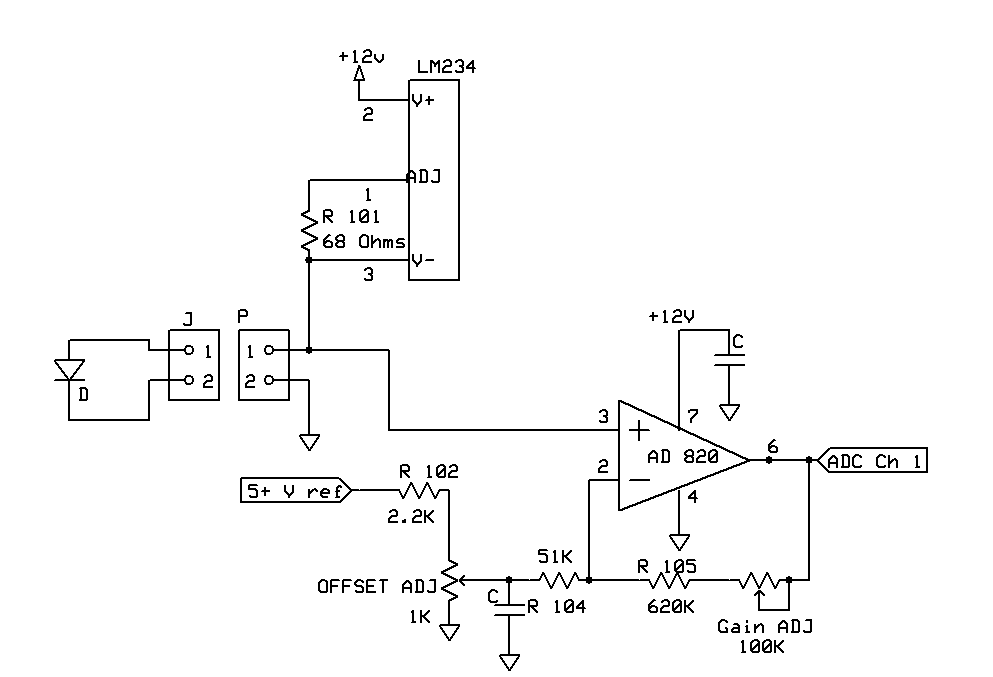 +12v
LM234
V+
2
ADJ
1
R 101
68 Ohms
V-
3
J
P
1
1
2
2
D
+12V
C
3
7
6
AD 820
ADC Ch 1
2
4
R 102
5+ V ref
2.2K
51K
R 105
OFFSET ADJ
C
R 104
620K
1K
Gain ADJ
100K